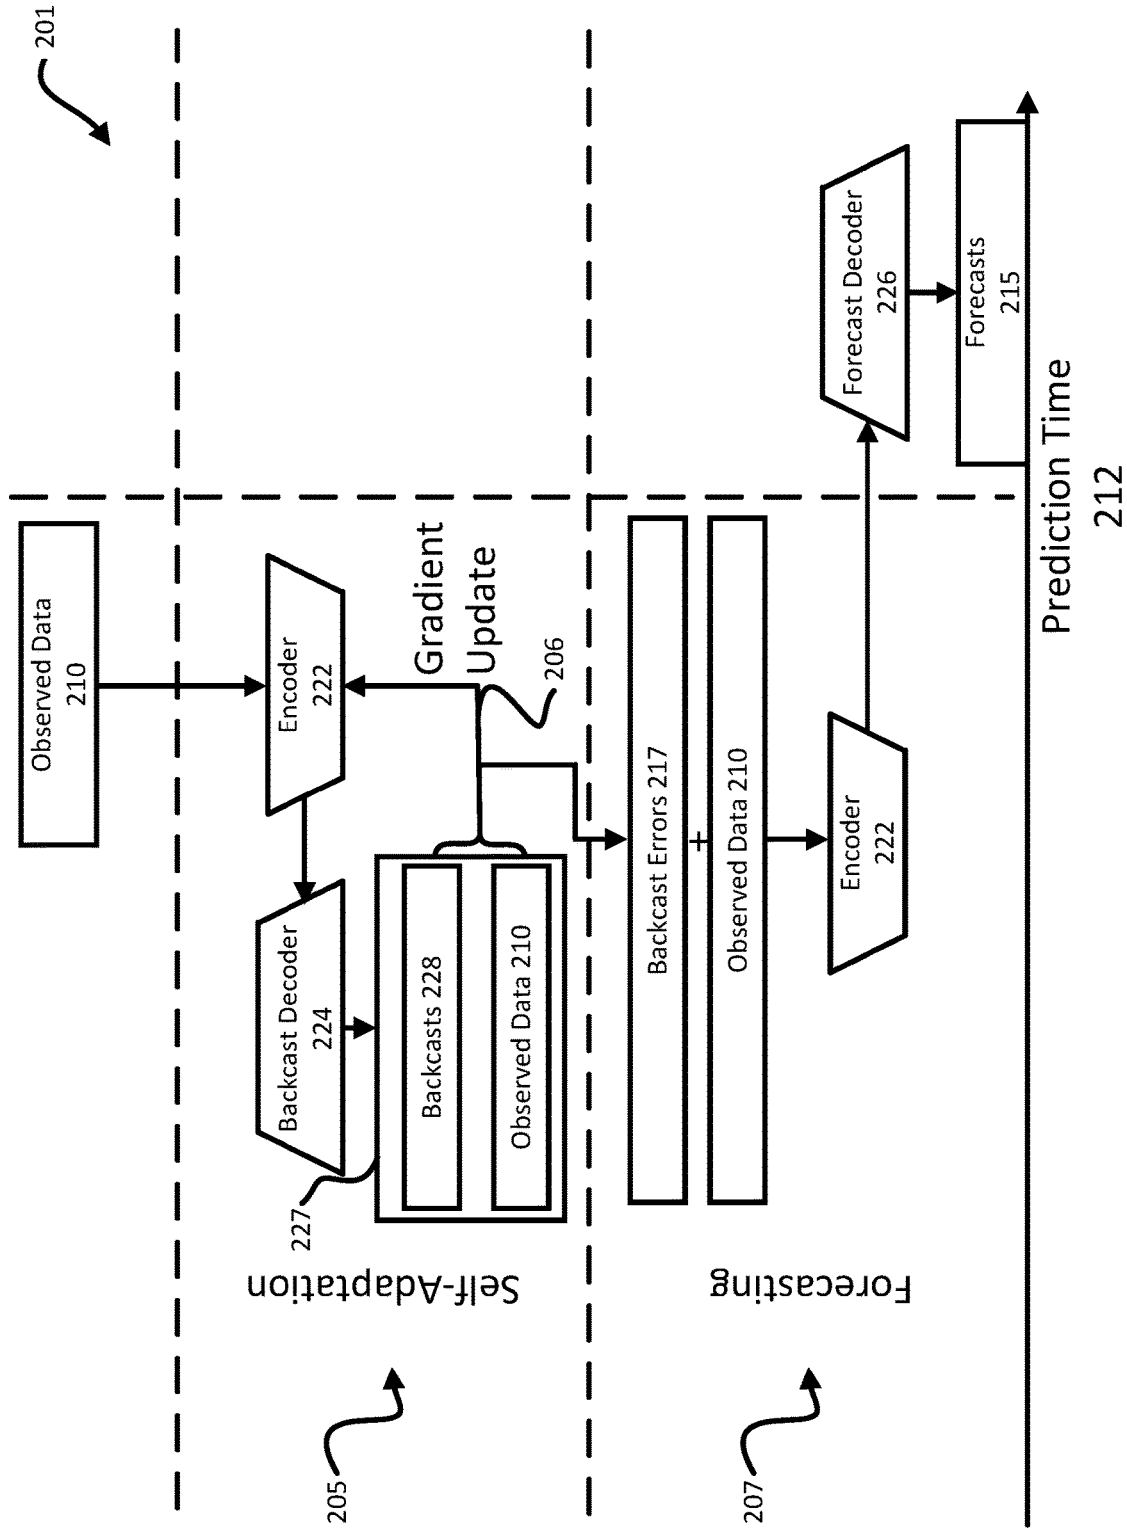 201
Observed Data
210
205
Self-Adaptation
227
Backcast Decoder
224
Encoder
222
Backcasts 228
Observed Data 210
Gradient
Update
206
207
Forecasting
Backcast Errors 217
+
Observed Data 210
Encoder
222
Forecast Decoder
226
Forecasts
215
Prediction Time
212